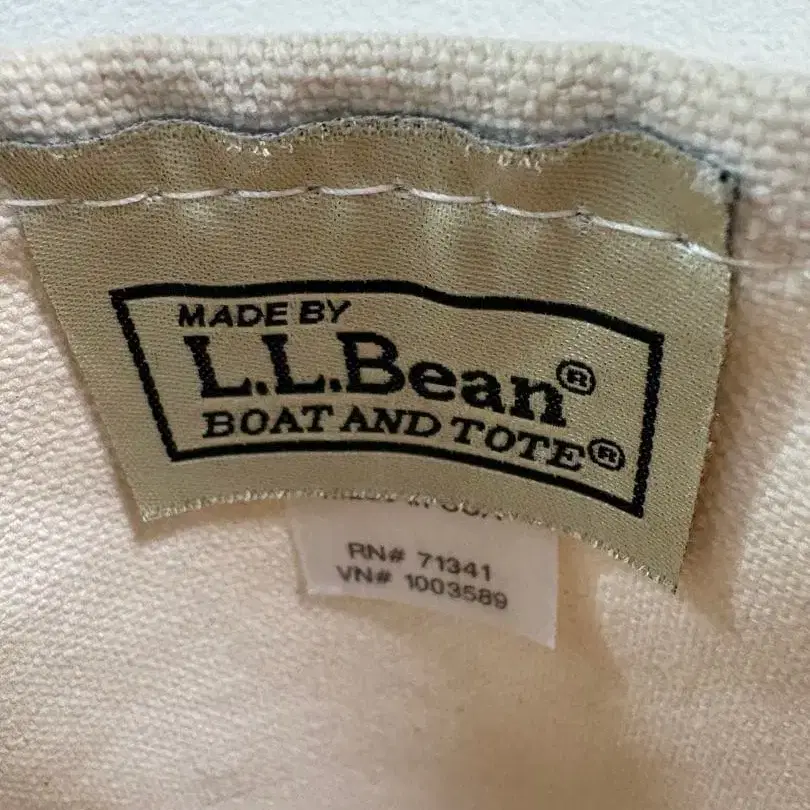 MADE BY
L.L.Bean®
BOAT AND TOTE®
RN# 71341
VN# 1003589